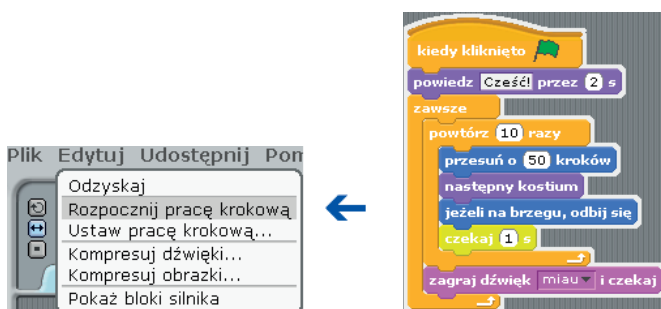 Plik Edytuj Udostępnij Pom
Odzyskaj
Rozpocznij pracę krokową
Ustaw pracę krokową...
Kompresuj dźwięki...
Kompresuj obrazki...
Pokaż bloki silnika
kiedy kliknięto
powiedz Cześć! przez 2 s
zawsze
powtórz 10 razy
przesuń o 50 kroków
następny kostium
jeżeli na brzegu, odbij się
czekaj 1 s
zagraj dźwięk miau i czekaj